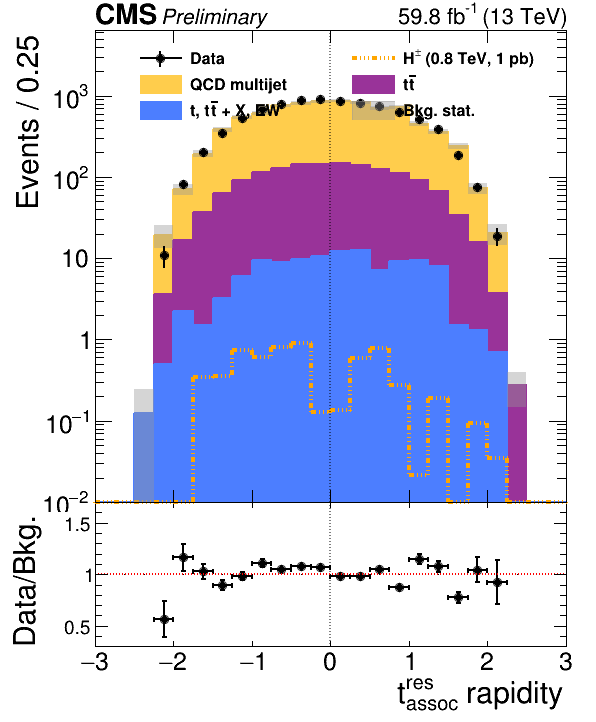 CMS Preliminary 59.8 fb⁻¹ (13 TeV)
Data H± (0.8 TeV, 1 pb)
QCD multijet tt̄
t, tt̄ + X, EW Bkg. stat.
Events / 0.25
10³
10²
10
1
10⁻¹
10⁻²
Data/Bkg.
1.5
1
0.5
−3 −2 −1 0 1 2 3
t^res_assoc rapidity